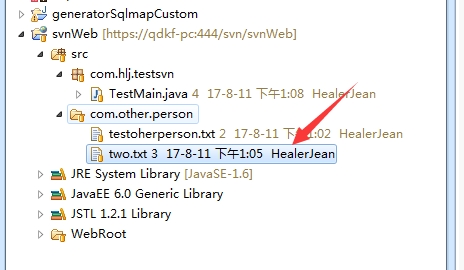 generatorSqlmapCustom
svnWeb [https://qdkf-pc:444/svn/svnWeb]
src
com.hlj.testsvn
TestMain.java 4 17-8-11 下午1:08 HealerJean
com.other.person
testoherperson.txt 2 17-8-11 下午1:02 HealerJean
two.txt 3 17-8-11 下午1:05 HealerJean
JRE System Library [JavaSE-1.6]
JavaEE 6.0 Generic Library
JSTL 1.2.1 Library
WebRoot